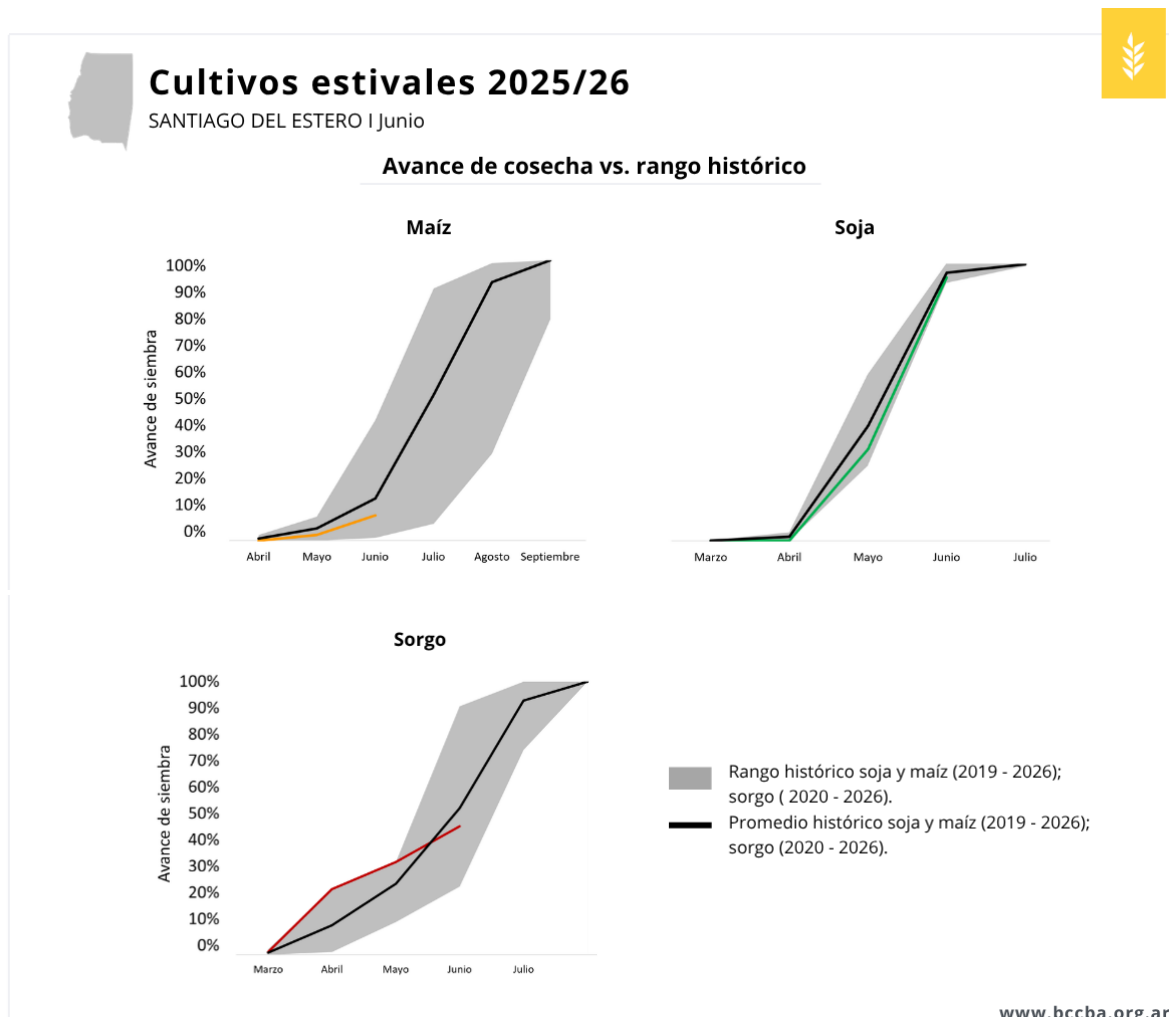 Cultivos estivales 2025/26
SANTIAGO DEL ESTERO I Junio
Avance de cosecha vs. rango histórico
Maíz
Avance de siembra
100%
90%
80%
70%
60%
50%
40%
30%
20%
10%
0%
Abril
Mayo
Junio
Julio
Agosto
Septiembre
Soja
Marzo
Abril
Mayo
Junio
Julio
Sorgo
Avance de siembra
100%
90%
80%
70%
60%
50%
40%
30%
20%
10%
0%
Marzo
Abril
Mayo
Junio
Julio
Rango histórico soja y maíz (2019 - 2026);
sorgo ( 2020 - 2026).
Promedio histórico soja y maíz (2019 - 2026);
sorgo (2020 - 2026).
www.bccba.org.ar